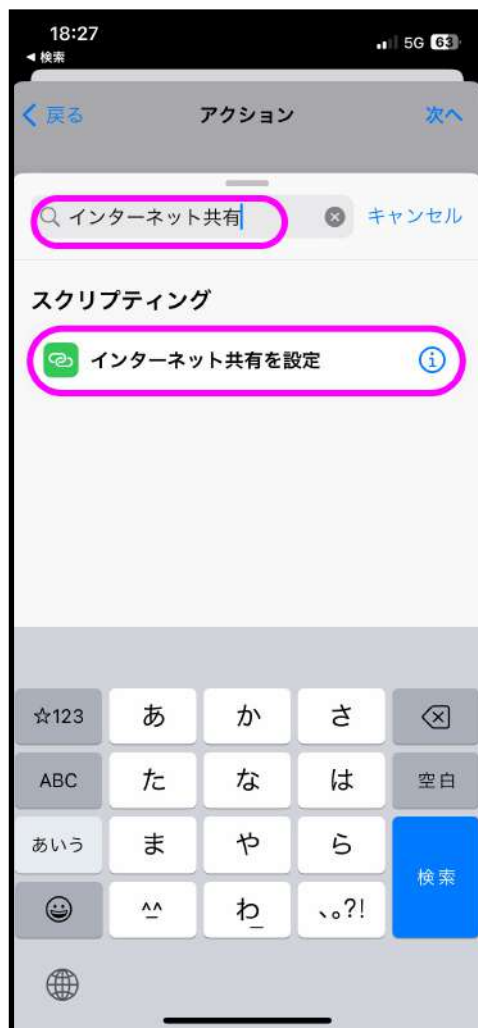 18:27
5G 63
◀ 検索
戻る
アクション
次へ
インターネット共有
キャンセル
スクリプティング
インターネット共有を設定
☆123
あ
か
さ
ABC
た
な
は
空白
あいう
ま
や
ら
検索
^^
わ_
、。?!